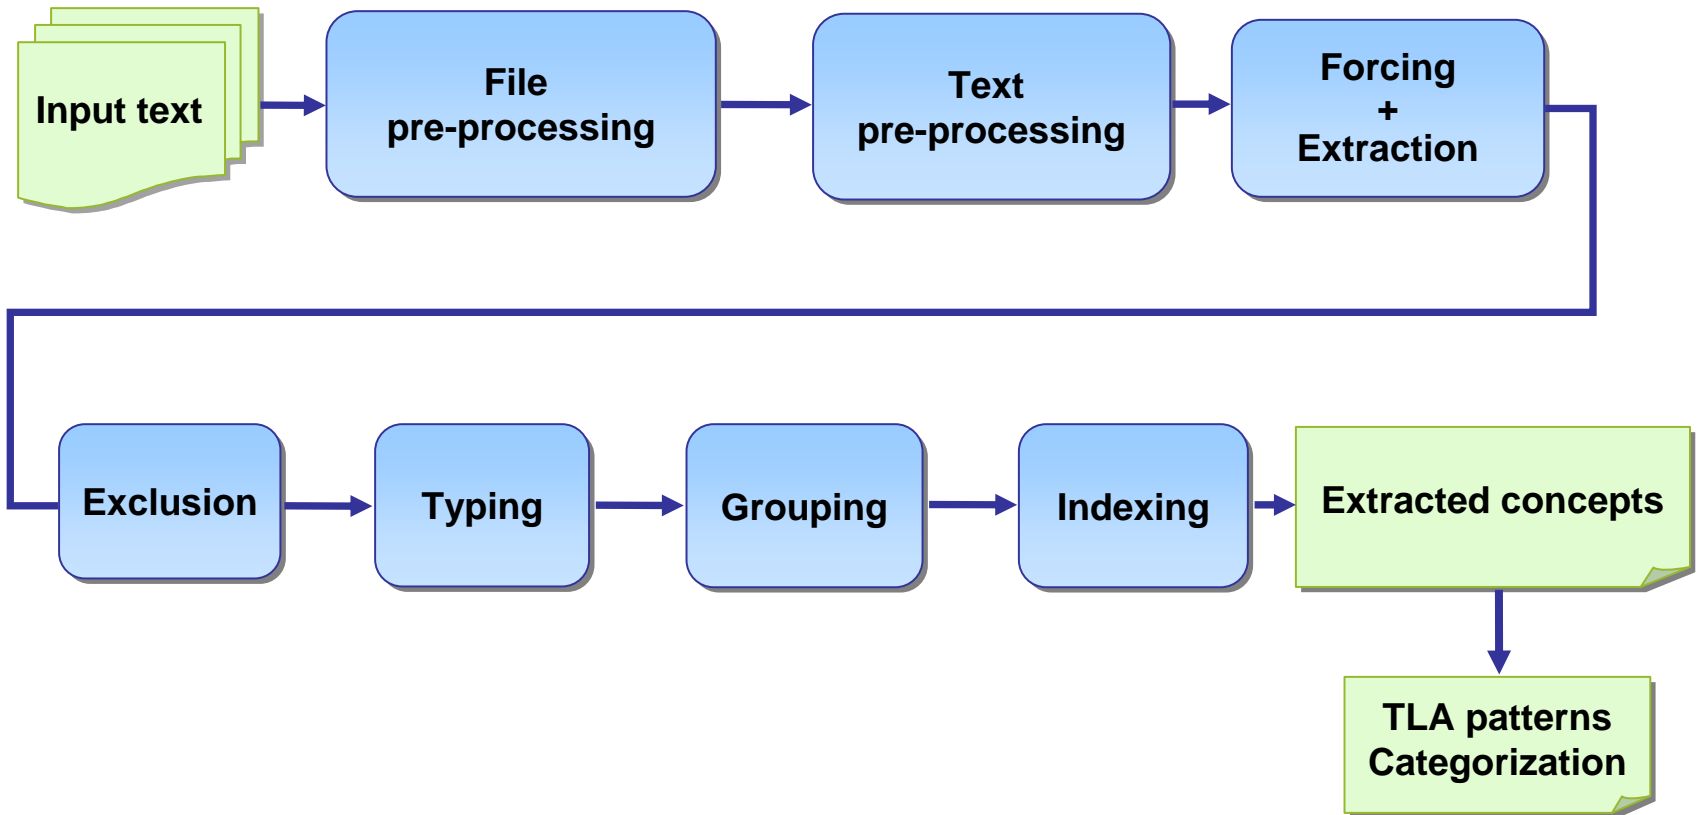 Input text
File
pre-processing
Text
pre-processing
Forcing
+
Extraction
Exclusion
Typing
Grouping
Indexing
Extracted concepts
TLA patterns
Categorization